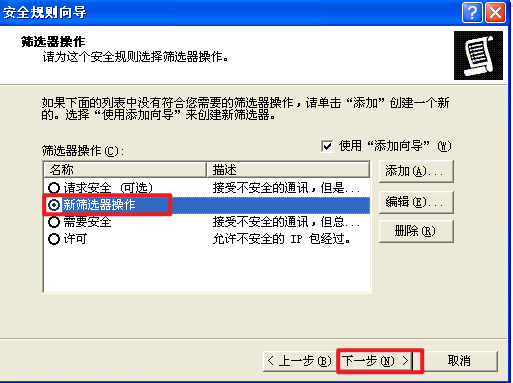 安全规则向导
筛选器操作
请为这个安全规则选择筛选器操作。
如果下面的列表中没有符合您需要的筛选器操作，请单击“添加”创建一个新
的。选择“使用添加向导”来创建新筛选器。
使用“添加向导”(W)
筛选器操作(C):
名称 描述
请求安全 (可选) 接受不安全的通讯，但是...
新筛选器操作
需要安全 接受不安全的通讯，但总...
许可 允许不安全的 IP 包经过。
添加(A)...
编辑(E)...
删除(R)
< 上一步(B) 下一步(N) > 取消